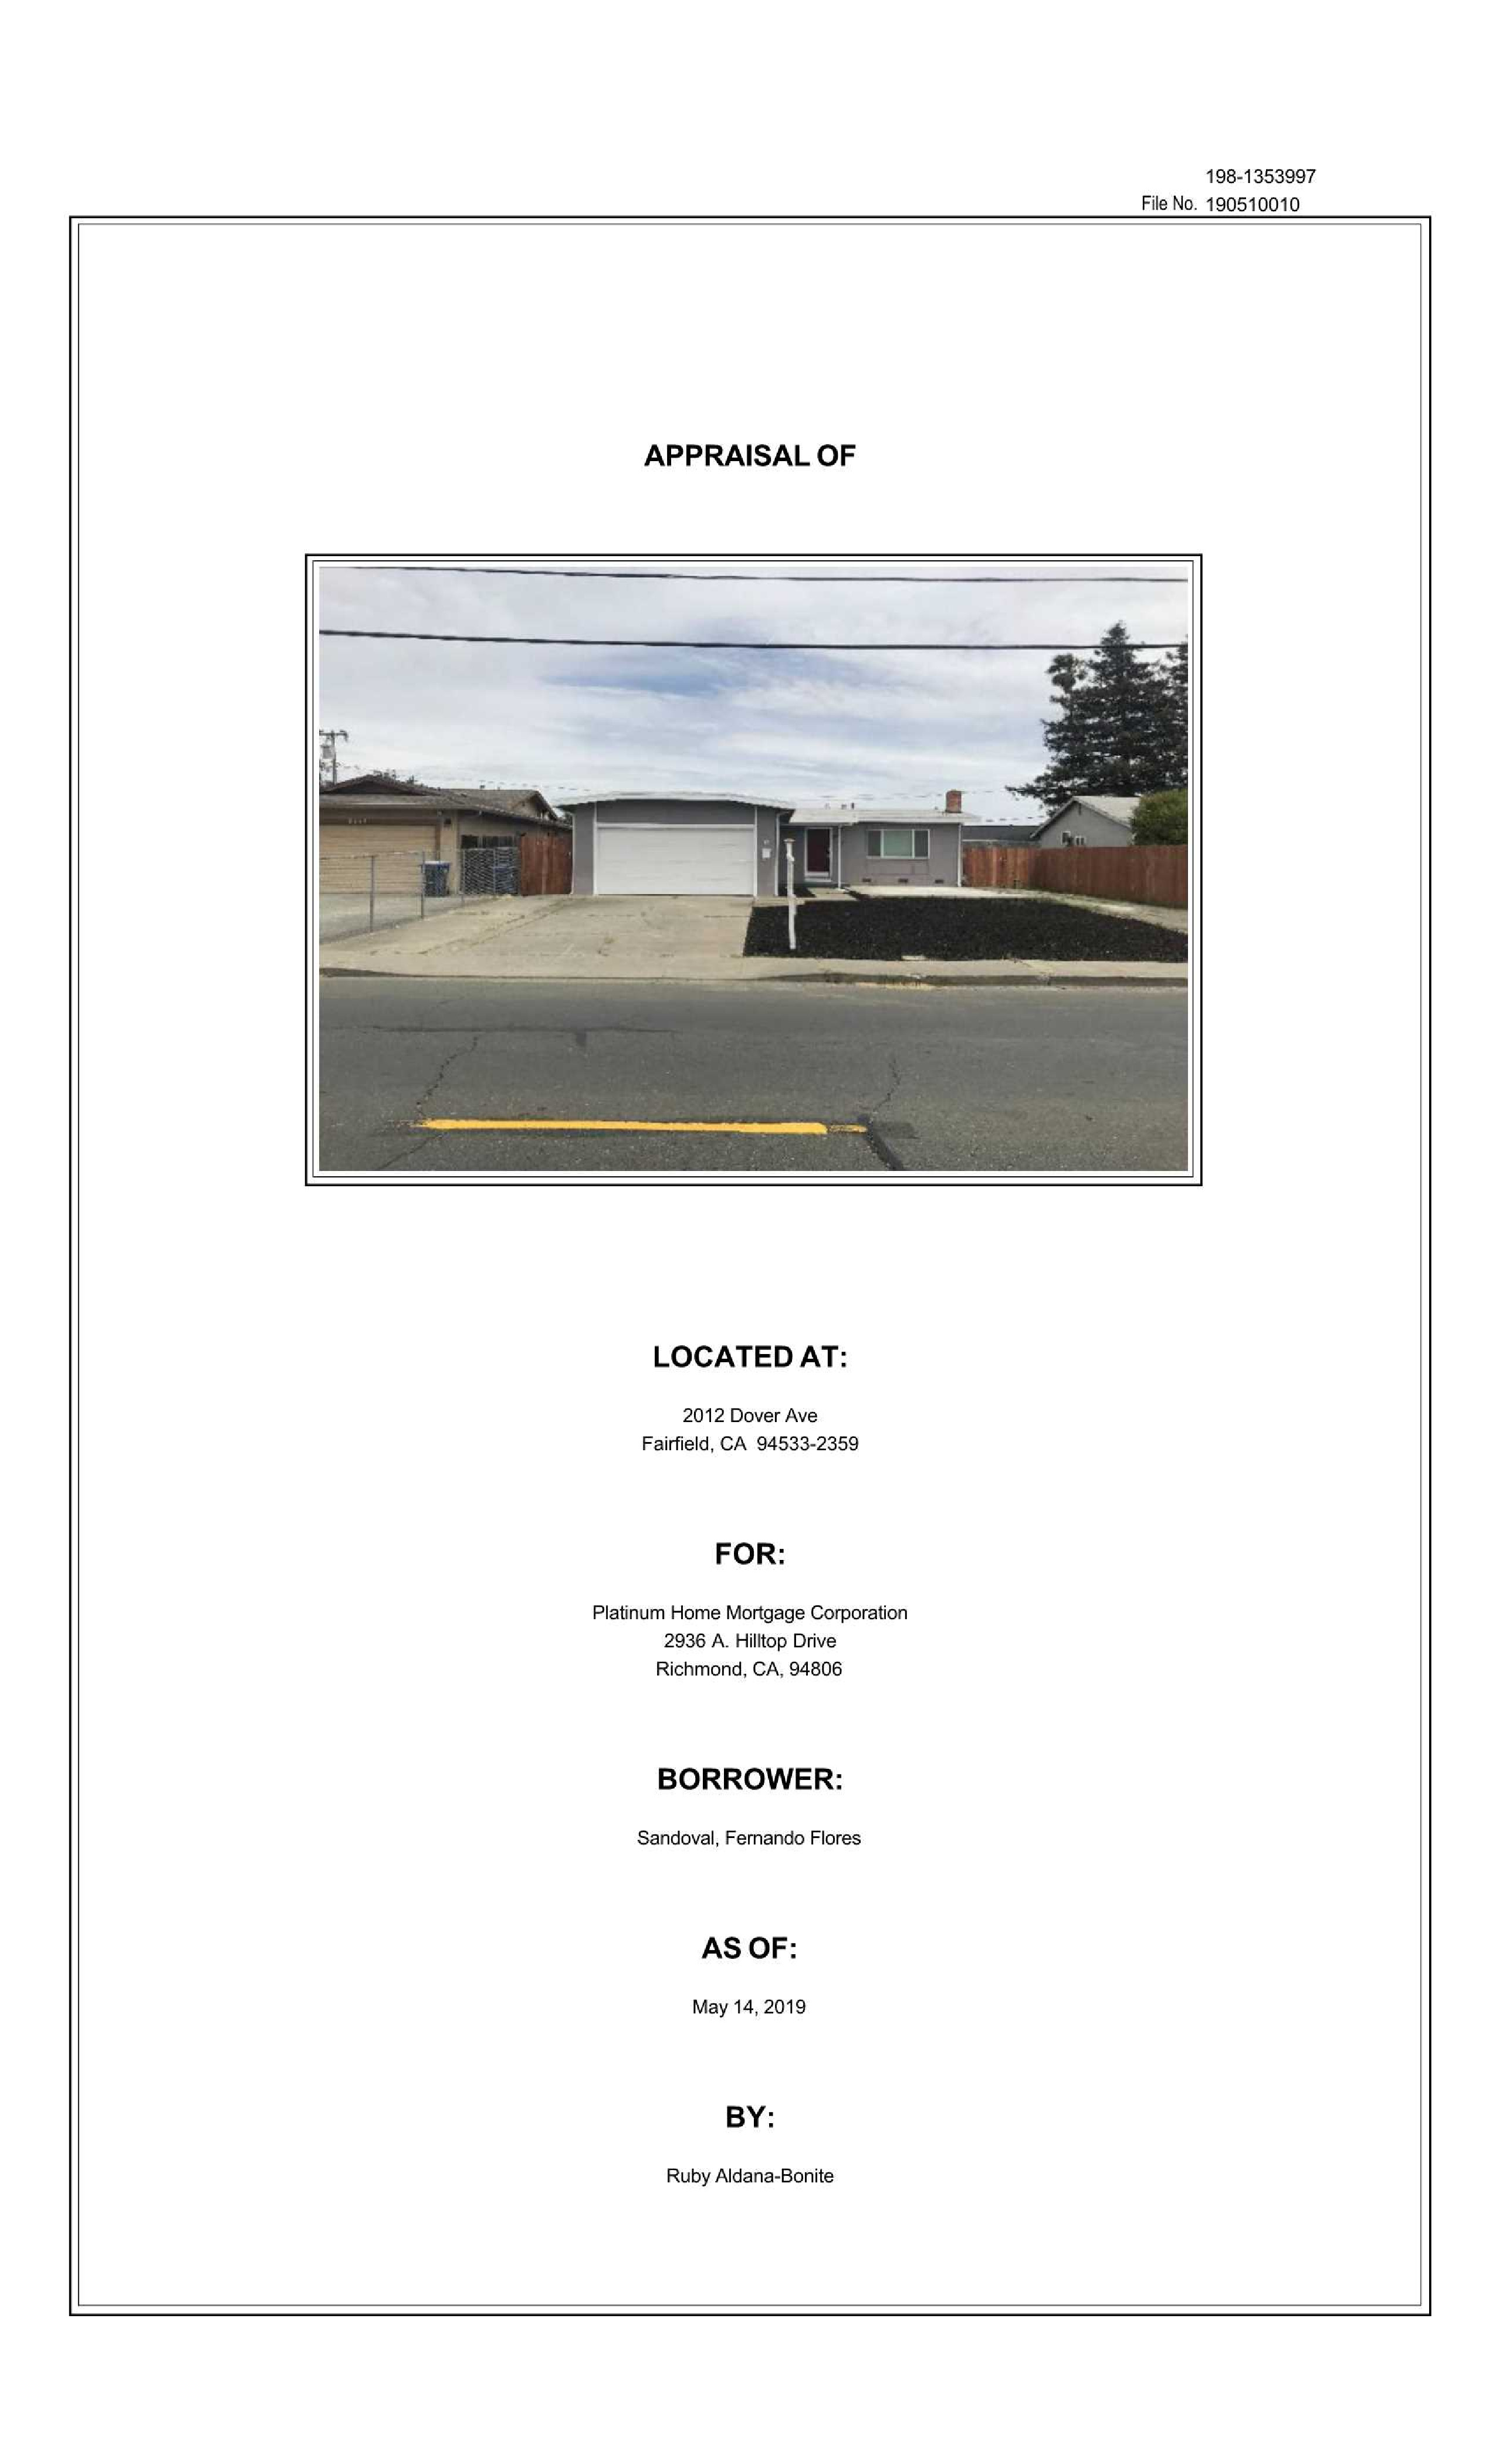 198-1353997
File No. 190510010
APPRAISAL OF
LOCATED AT:
2012 Dover Ave
Fairfield, CA 94533-2359
FOR:
Platinum Home Mortgage Corporation
2936 A. Hilltop Drive
Richmond, CA, 94806
BORROWER:
Sandoval, Fernando Flores
AS OF:
May 14, 2019
BY:
Ruby Aldana-Bonite